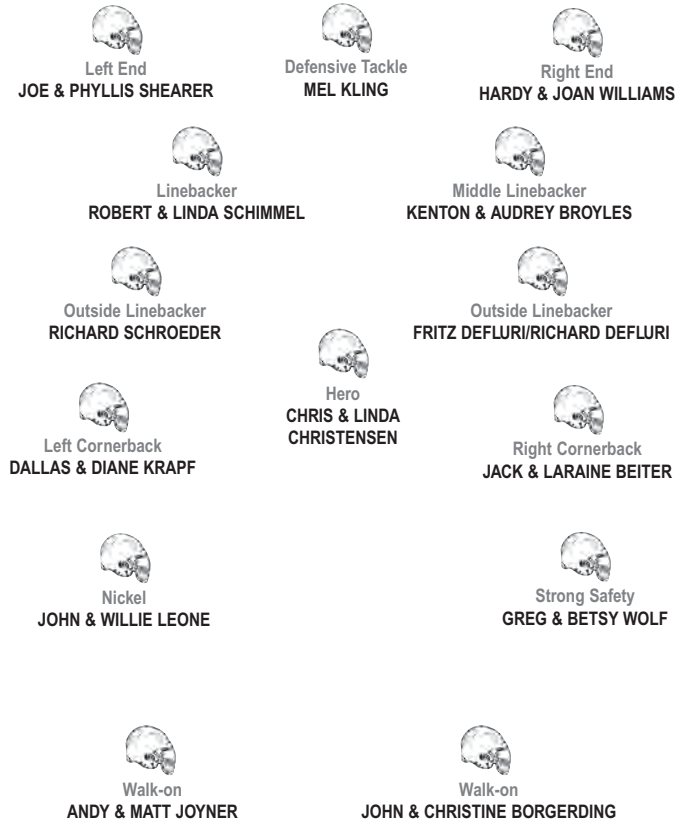 Left End
JOE & PHYLLIS SHEARER
Defensive Tackle
MEL KLING
Right End
HARDY & JOAN WILLIAMS
Linebacker
ROBERT & LINDA SCHIMMEL
Middle Linebacker
KENTON & AUDREY BROYLES
Outside Linebacker
RICHARD SCHROEDER
Outside Linebacker
FRITZ DEFLURI/RICHARD DEFLURI
Hero
CHRIS & LINDA
CHRISTENSEN
Left Cornerback
DALLAS & DIANE KRAPF
Right Cornerback
JACK & LARAINE BEITER
Nickel
JOHN & WILLIE LEONE
Strong Safety
GREG & BETSY WOLF
Walk-on
ANDY & MATT JOYNER
Walk-on
JOHN & CHRISTINE BORGERDING